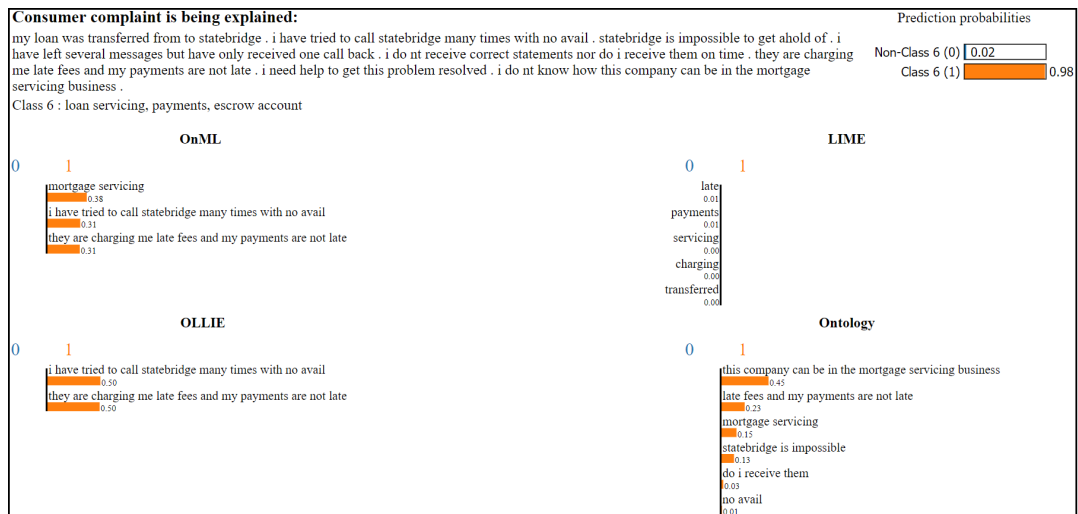 Consumer complaint is being explained:
my loan was transferred from to statebridge . i have tried to call statebridge many times with no avail . statebridge is impossible to get ahold of . i
have left several messages but have only received one call back . i do nt receive correct statements nor do i receive them on time . they are charging
me late fees and my payments are not late . i need help to get this problem resolved . i do nt know how this company can be in the mortgage
servicing business .
Class 6 : loan servicing, payments, escrow account
Prediction probabilities
Non-Class 6 (0) 0.02
Class 6 (1) 0.98
OnML
0 1
mortgage servicing
0.38
i have tried to call statebridge many times with no avail
0.31
they are charging me late fees and my payments are not late
0.31
LIME
0 1
late
0.01
payments
0.01
servicing
0.00
charging
0.00
transferred
0.00
OLLIE
0 1
i have tried to call statebridge many times with no avail
0.50
they are charging me late fees and my payments are not late
0.50
Ontology
0 1
this company can be in the mortgage servicing business
0.45
late fees and my payments are not late
0.23
mortgage servicing
0.15
statebridge is impossible
0.13
do i receive them
0.03
no avail
0.01